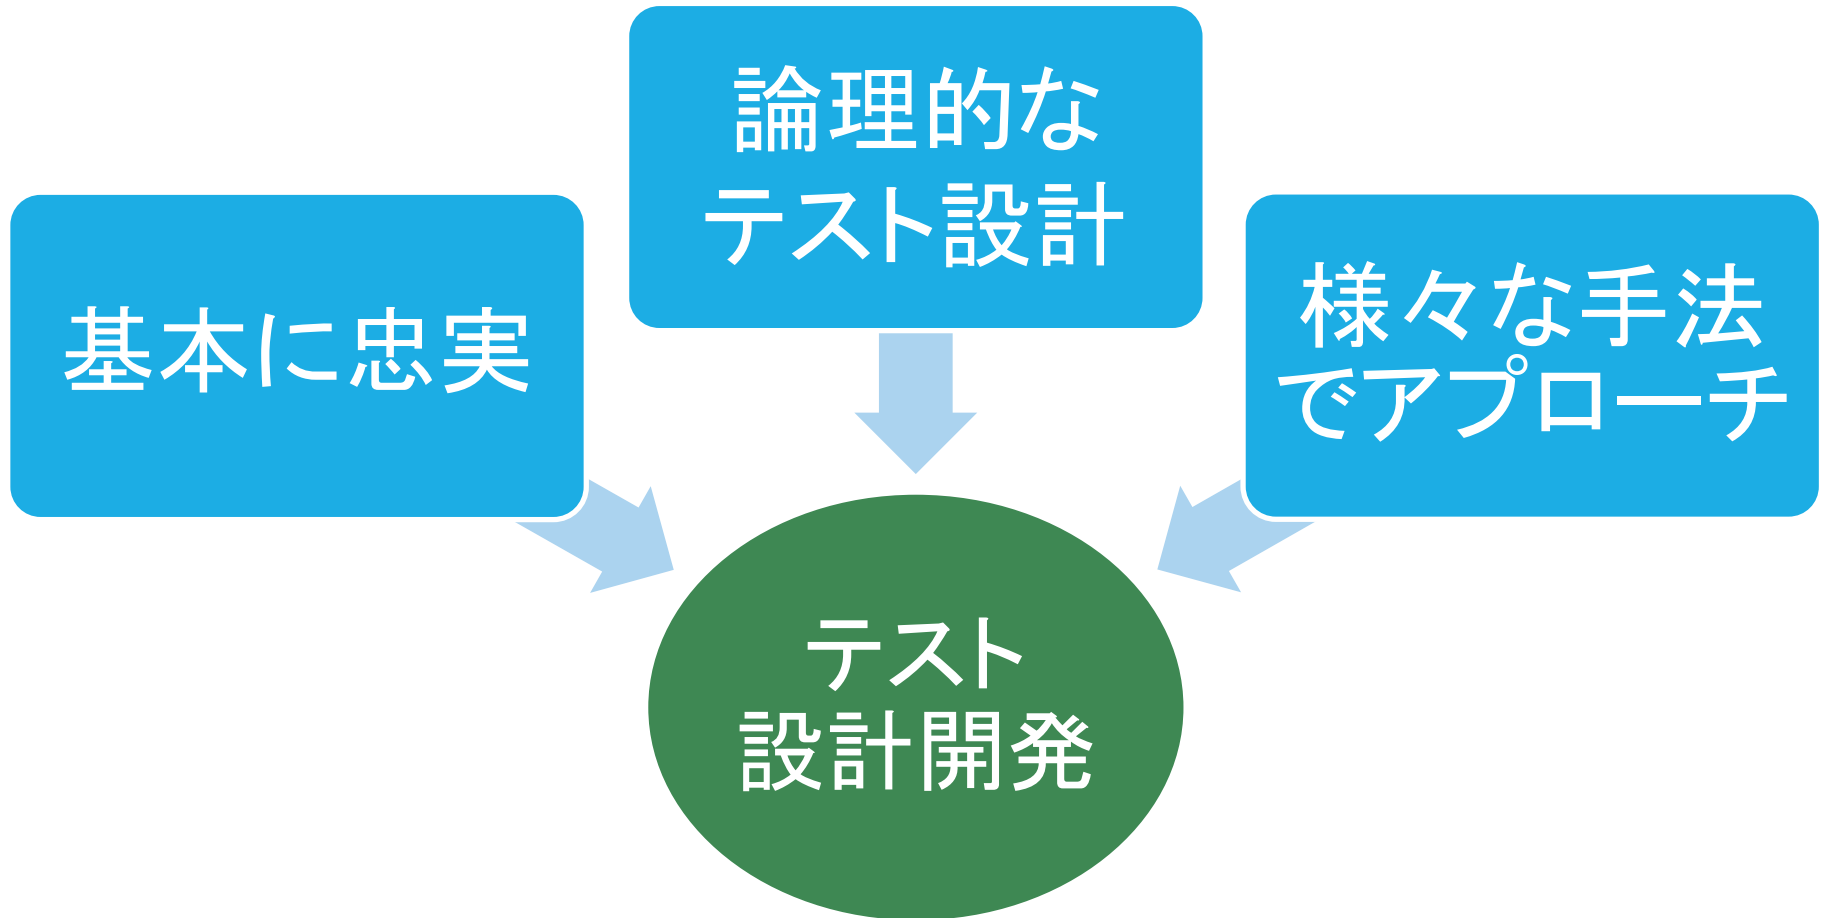 論理的な
テスト設計
基本に忠実
様々な手法
でアプローチ
テスト
設計開発